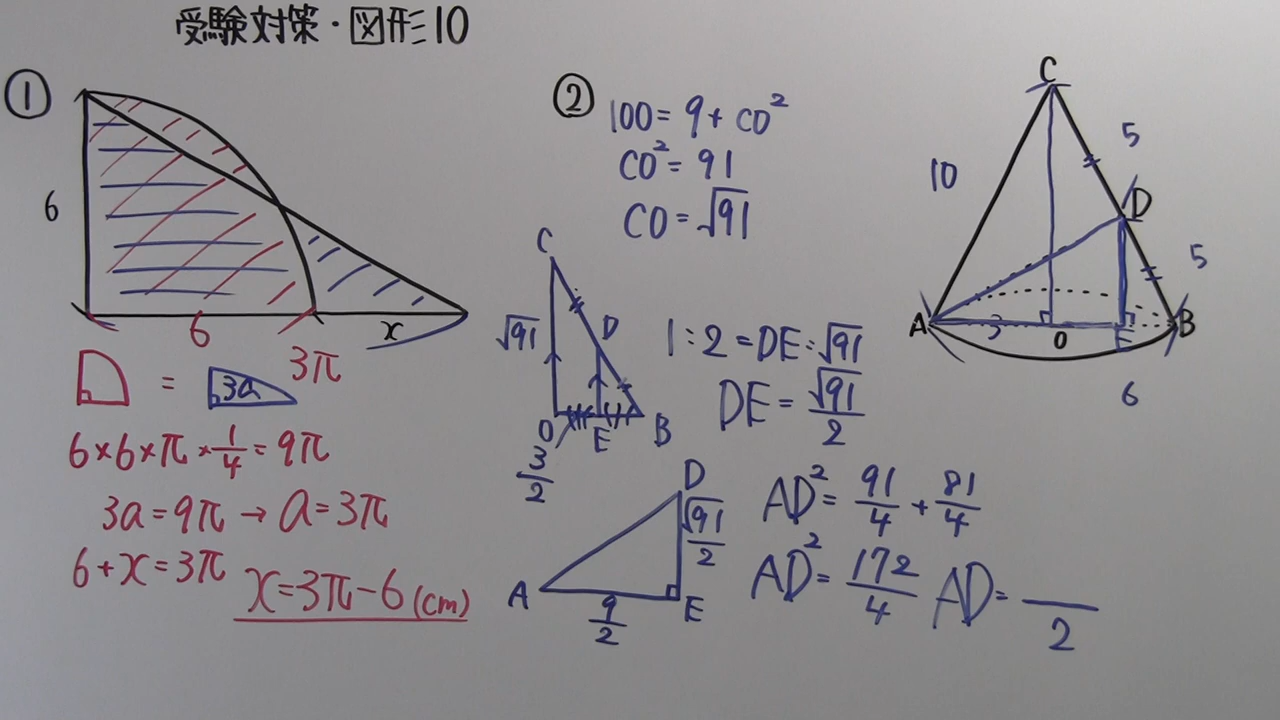 受験対策・図形10
①
6
6
x
3π
= 3a
6×6×π×1/4=9π
3a=9π→a=3π
6+x=3π
x=3π-6(cm)
②
100=9+CO²
CO²=91
CO=√91
C
√91
D
O
E
B
3/2
1:2=DE:√91
DE=√91/2
D
√91/2
A
9/2
E
AD²=91/4+81/4
AD²=172/4
AD= /2
C
10
5
D
5
A
3
O
E
B
6